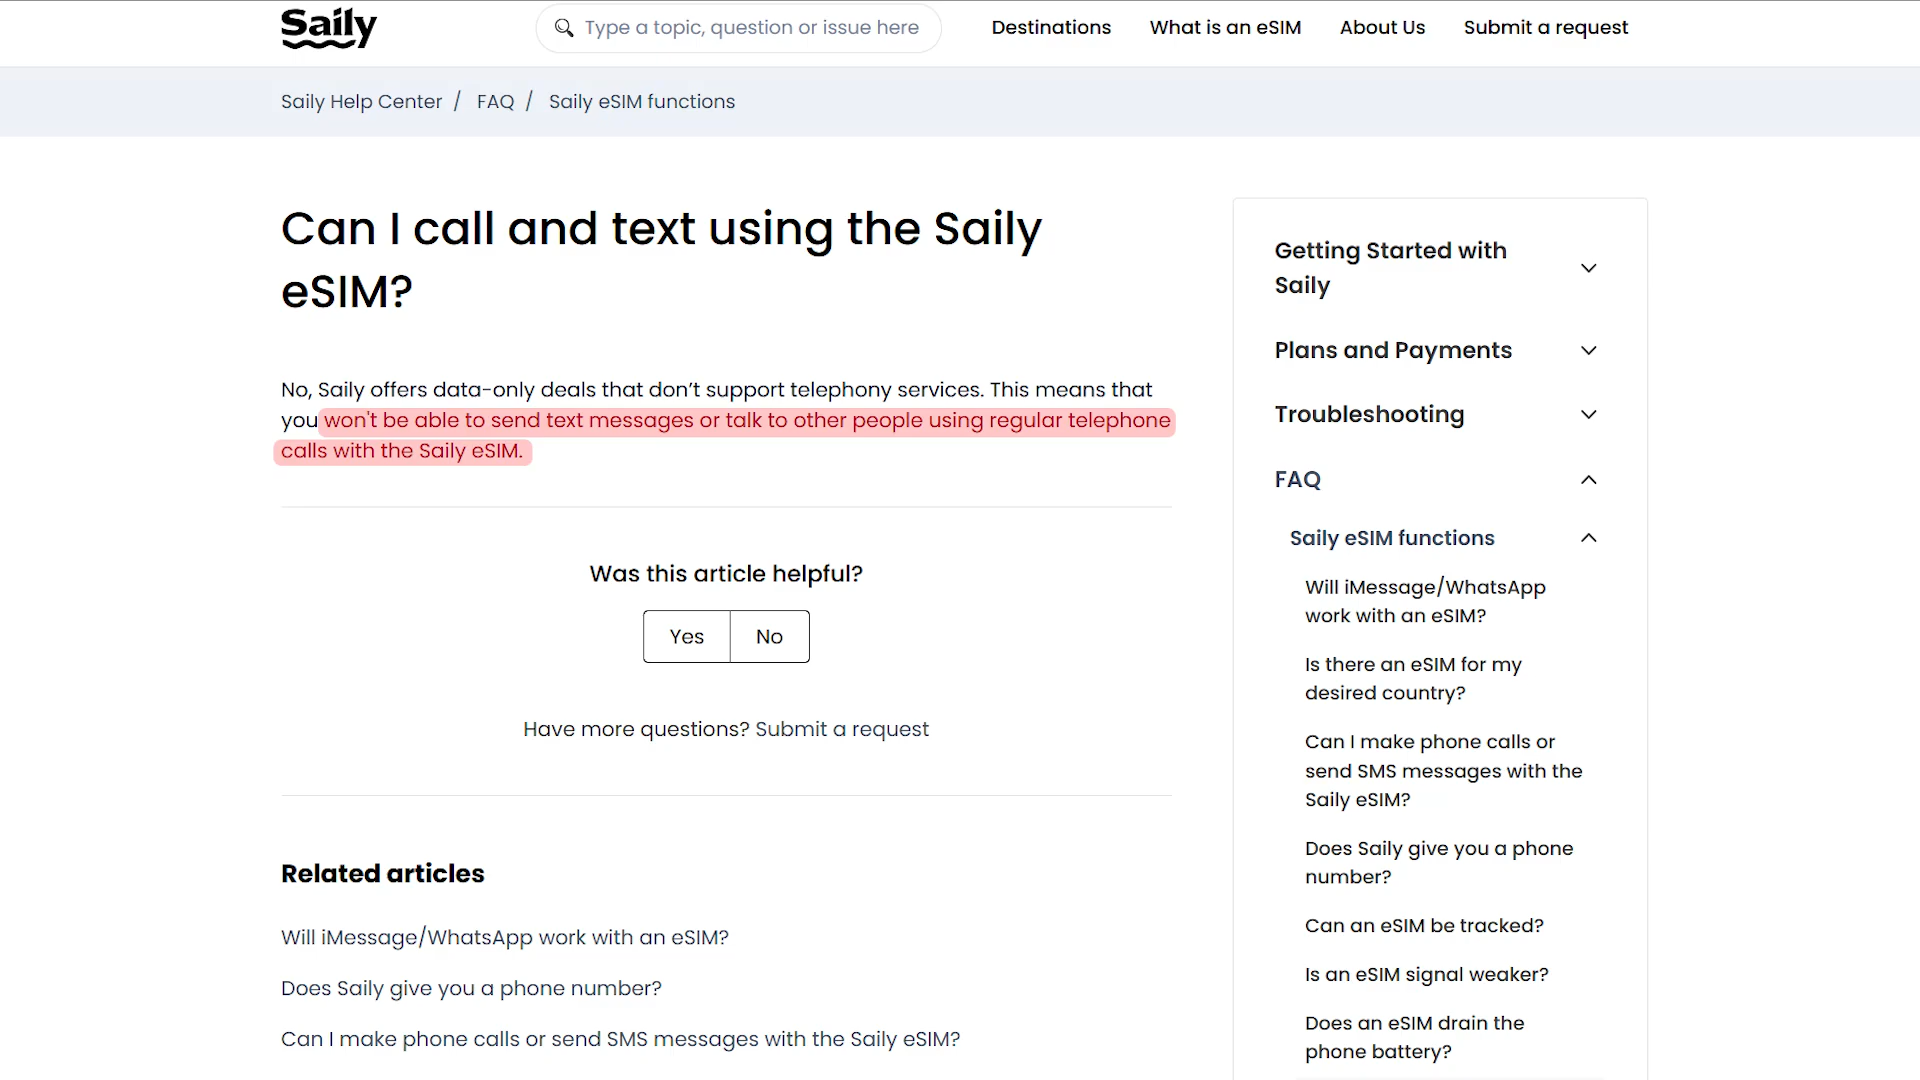 Saily
Type a topic, question or issue here
Destinations
What is an eSIM
About Us
Submit a request
Saily Help Center / FAQ / Saily eSIM functions
Can I call and text using the Saily
eSIM?
No, Saily offers data-only deals that don’t support telephony services. This means that
you won't be able to send text messages or talk to other people using regular telephone
calls with the Saily eSIM.
Was this article helpful?
Yes
No
Have more questions? Submit a request
Related articles
Will iMessage/WhatsApp work with an eSIM?
Does Saily give you a phone number?
Can I make phone calls or send SMS messages with the Saily eSIM?
Getting Started with
Saily
Plans and Payments
Troubleshooting
FAQ
Saily eSIM functions
Will iMessage/WhatsApp
work with an eSIM?
Is there an eSIM for my
desired country?
Can I make phone calls or
send SMS messages with the
Saily eSIM?
Does Saily give you a phone
number?
Can an eSIM be tracked?
Is an eSIM signal weaker?
Does an eSIM drain the
phone battery?